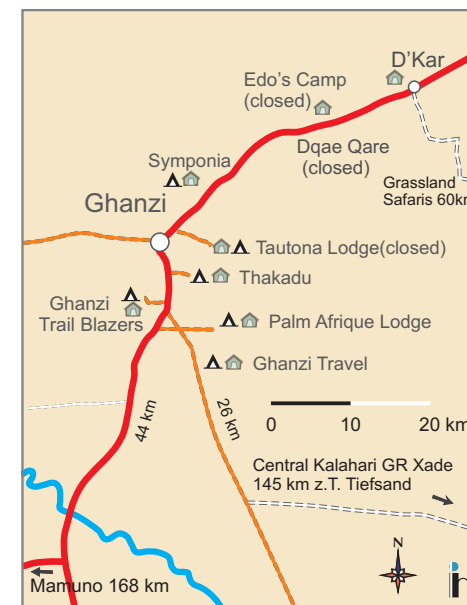 D'Kar
Edo's Camp
(closed)
Dqae Qare
(closed)
Symponia
Grassland
Safaris 60km
Ghanzi
Tautona Lodge(closed)
Thakadu
Ghanzi
Trail Blazers
Palm Afrique Lodge
Ghanzi Travel
44 km
26 km
0 10 20 km
Central Kalahari GR Xade
145 km z.T. Tiefsand
N
Mamuno 168 km